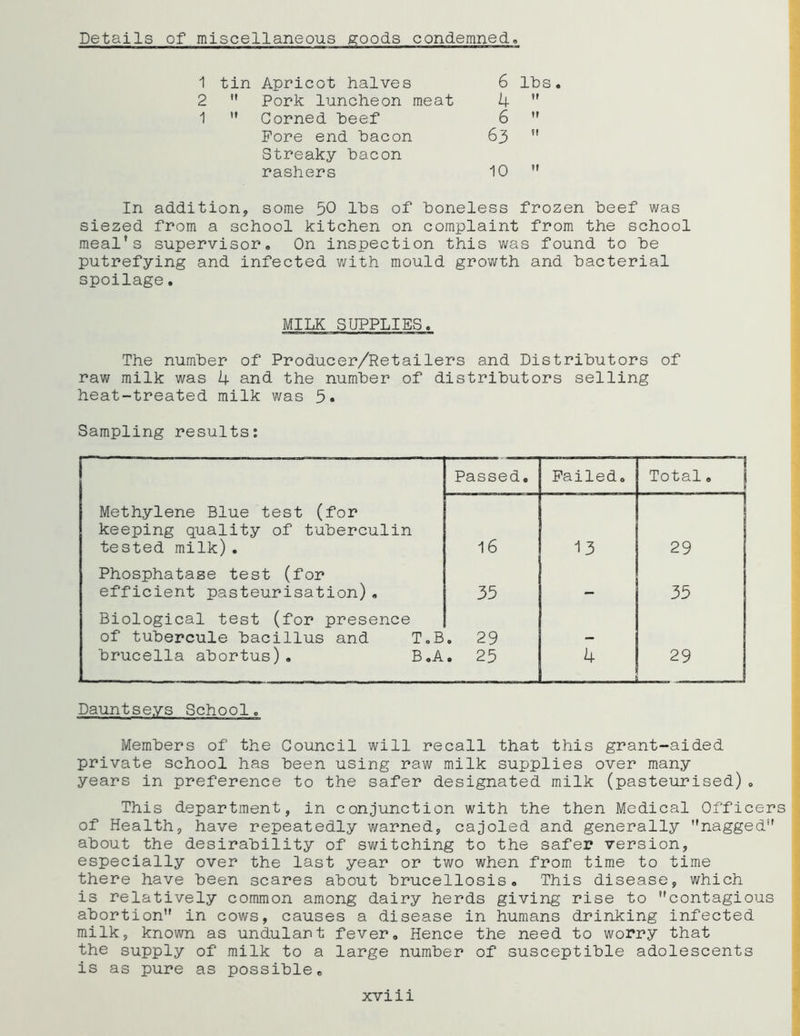 Details of miscellaneous goods condemned.
1 tin Apricot halves 6 lbs.
2 " Pork luncheon meat 4 "
1 " Corned beef 6 "
Fore end bacon 63 "
Streaky bacon
rashers 10 "
In addition, some 50 lbs of boneless frozen beef was
siezed from a school kitchen on complaint from the school
meal's supervisor. On inspection this was found to be
putrefying and infected with mould growth and bacterial
spoilage.
MILK SUPPLIES.
The number of Producer/Retailers and Distributors of
raw milk was 4 and the number of distributors selling
heat-treated milk was 5.
Sampling results:
Passed. Failed. Total.
Methylene Blue test (for
keeping quality of tuberculin
tested milk). 16 13 29
Phosphatase test (for
efficient pasteurisation). 35 - 35
Biological test (for presence
of tubercule bacillus and T.B. 29 -
brucella abortus). B.A. 25 4 29
Dauntseys School.
Members of the Council will recall that this grant-aided
private school has been using raw milk supplies over many
years in preference to the safer designated milk (pasteurised).
This department, in conjunction with the then Medical Officers
of Health, have repeatedly warned, cajoled and generally "nagged"
about the desirability of switching to the safer version,
especially over the last year or two when from time to time
there have been scares about brucellosis. This disease, which
is relatively common among dairy herds giving rise to "contagious
abortion" in cows, causes a disease in humans drinking infected
milk, known as undulant fever. Hence the need to worry that
the supply of milk to a large number of susceptible adolescents
is as pure as possible.
xviii